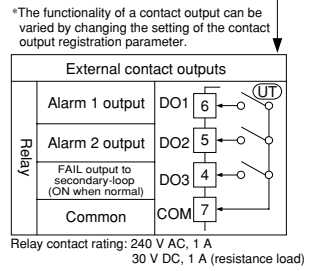 *The functionality of a contact output can be
varied by changing the setting of the contact
output registration parameter.
External contact outputs
UT
Relay
Alarm 1 output DO1 6
Alarm 2 output DO2 5
FAIL output to
secondary-loop
(ON when normal)
DO3 4
Common COM 7
Relay contact rating: 240 V AC, 1 A
30 V DC, 1 A (resistance load)